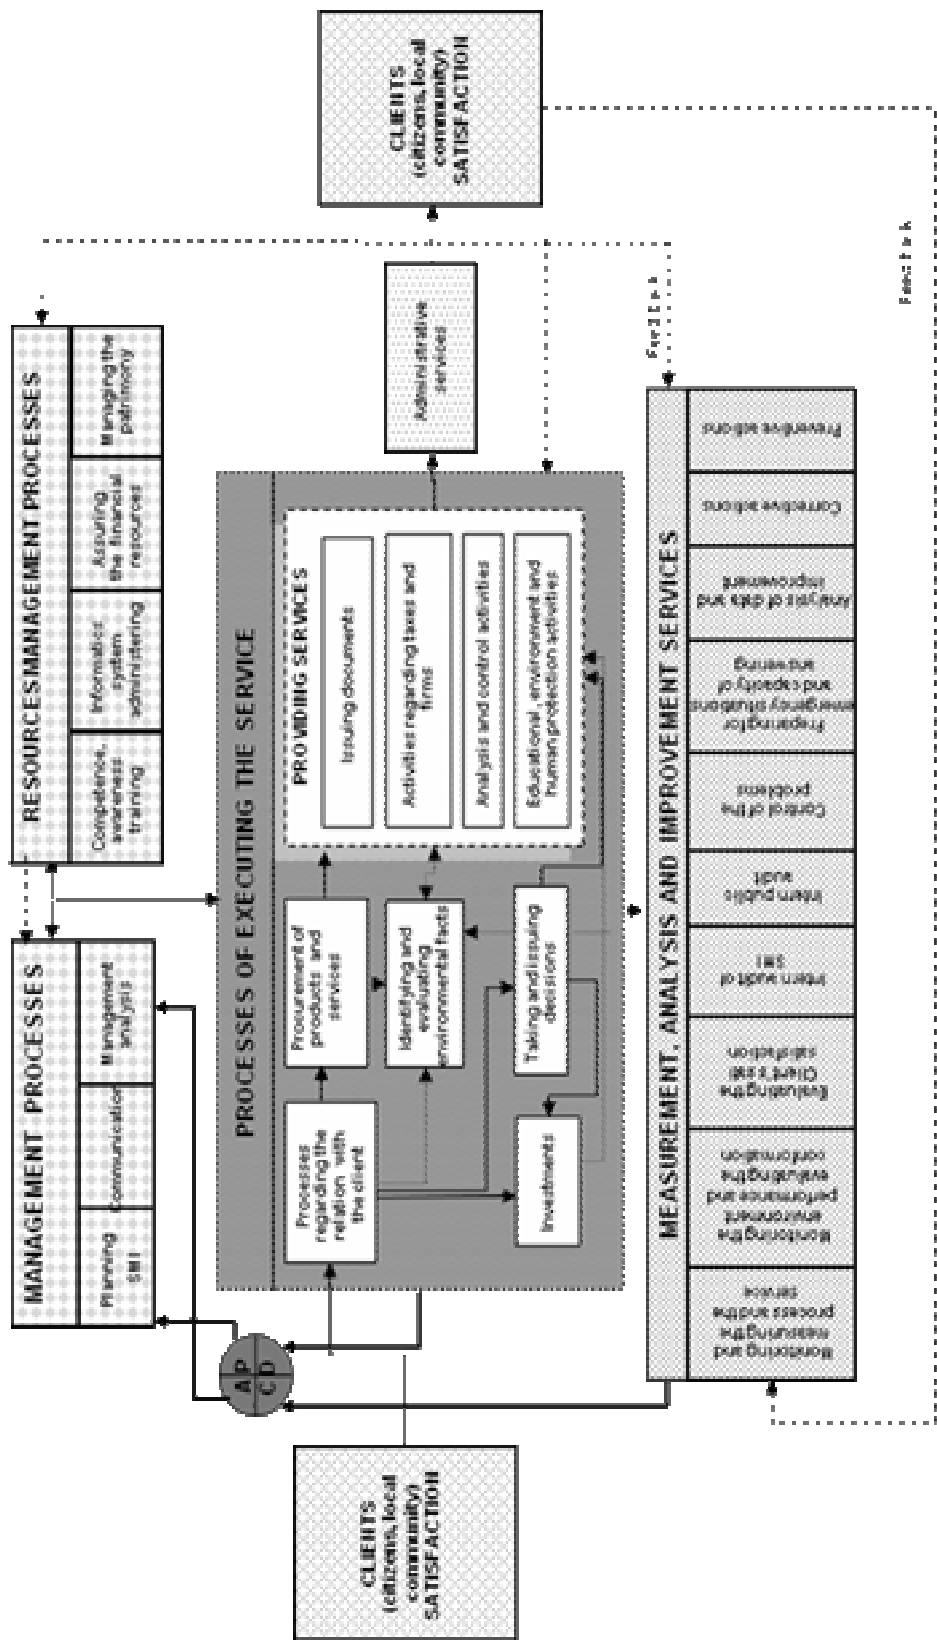 MANAGEMENT PROCESSES
Planning
SMI
Communication
Management
analysis
RESOURCES MANAGEMENT PROCESSES
Competence,
awareness
training
Informatics
system
administering
Assuring
the financial
resources
Managing the
patrimony
A P
C D
CLIENTS
(citizens, local
community)
SATISFACTION
PROCESSES OF EXECUTING THE SERVICE
Processes
regarding the
relation with
the client
Procurement of
products and
services
Identifying and
evaluating
environmental facts
Investments
Taking and issuing
decisions
PROVIDING SERVICES
Issuing documents
Activities regarding taxes and
firms
Analysis and control activities
Educational, environment and
human protection activities
Administrative
services
CLIENTS
(citizens, local
community)
SATISFACTION
MEASUREMENT, ANALYSIS AND IMPROVEMENT SERVICES
Monitoring and
measuring the
process and the
service
Monitoring the
environment
performance and
evaluating the
conformation
Evaluating the
Client's
satisfaction
Intern audit of
SMI
Intern public
audit
Control of the
problems
Preparing for
emergency situations
and capacity of
answering
Analysis of data and
improvement
Corrective actions
Preventive actions